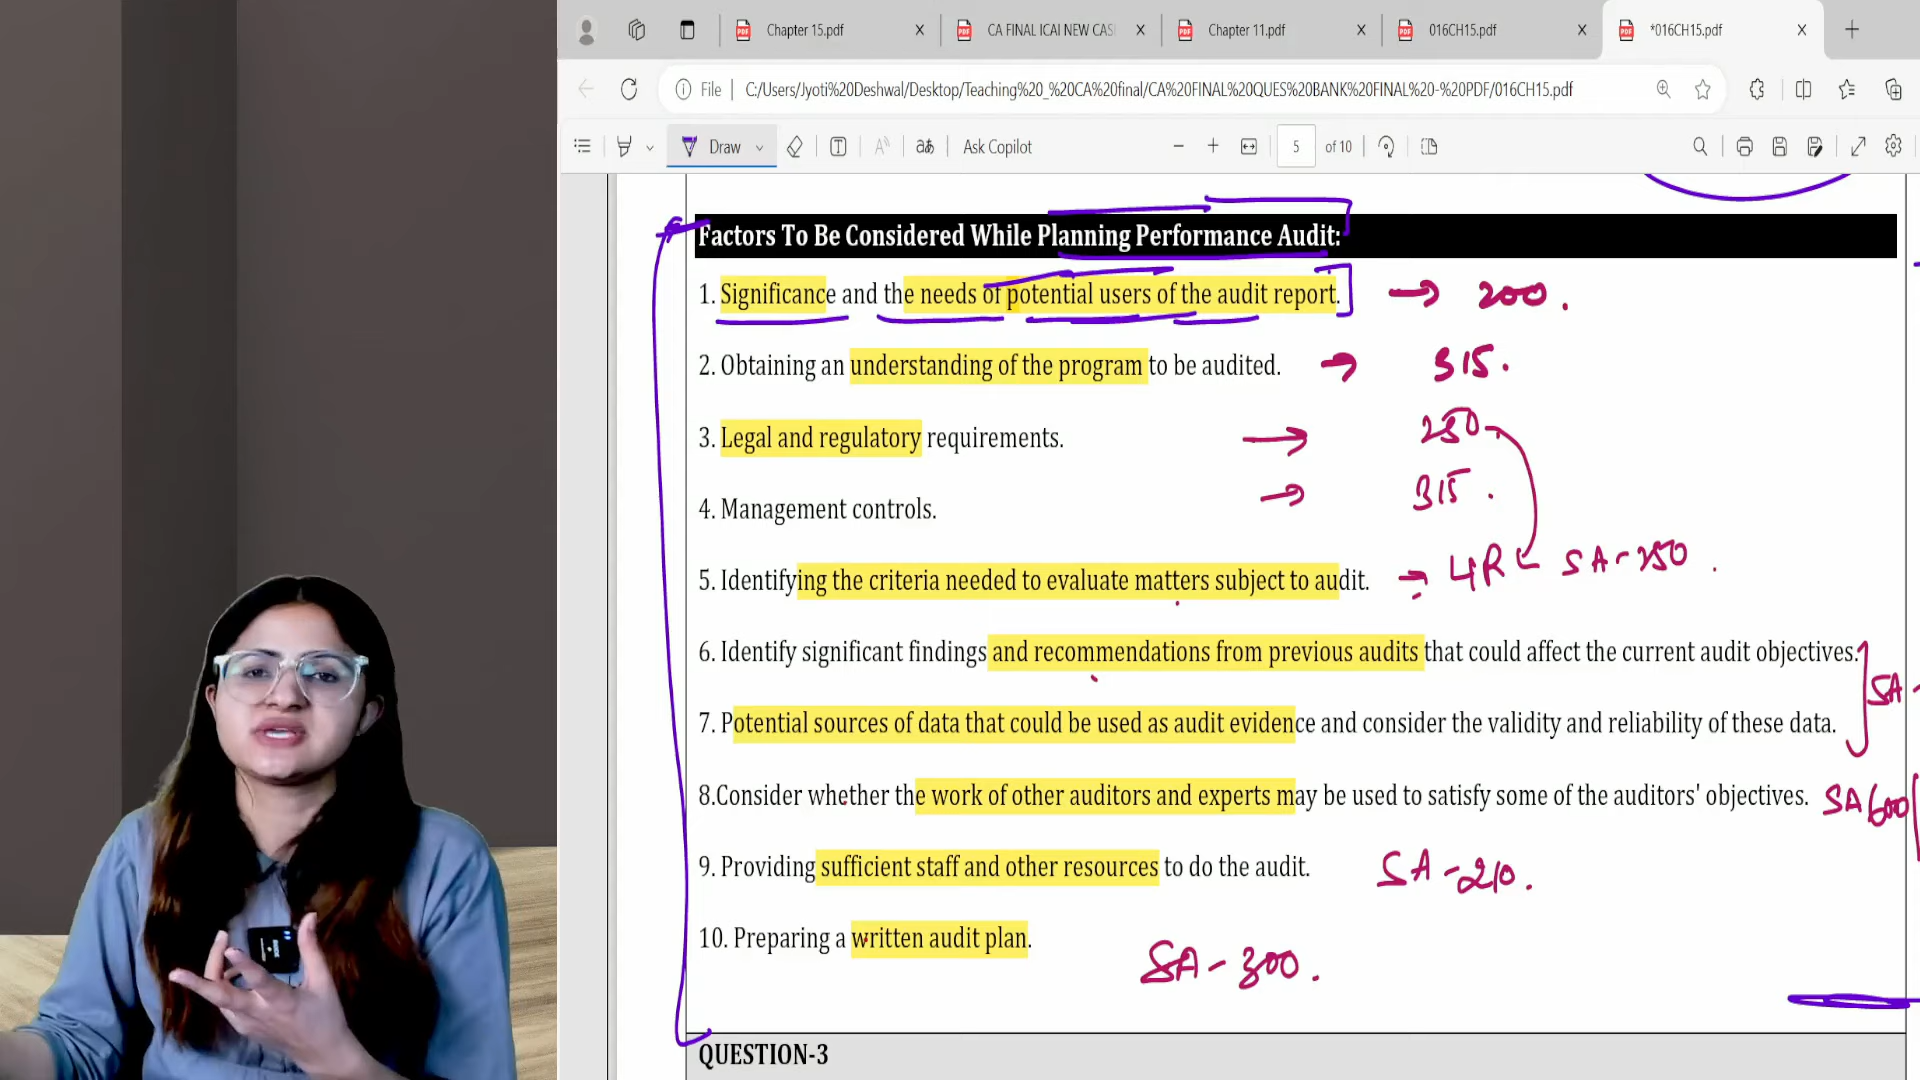 Chapter 15.pdf
CA FINAL ICAI NEW CAS
Chapter 11.pdf
016CH15.pdf
*016CH15.pdf
File
C:/Users/Jyoti%20Deshwal/Desktop/Teaching%20_%20CA%20final/CA%20FINAL%20QUES%20BANK%20FINAL%20-%20PDF/016CH15.pdf
Draw
Ask Copilot
5 of 10
Factors To Be Considered While Planning Performance Audit:
1. Significance and the needs of potential users of the audit report. → 200.
2. Obtaining an understanding of the program to be audited. → 315.
3. Legal and regulatory requirements. → 250
4. Management controls. → 315.
5. Identifying the criteria needed to evaluate matters subject to audit. → 4R SA-250.
6. Identify significant findings and recommendations from previous audits that could affect the current audit objectives.
SA-
7. Potential sources of data that could be used as audit evidence and consider the validity and reliability of these data.
8.Consider whether the work of other auditors and experts may be used to satisfy some of the auditors' objectives. SA 600
9. Providing sufficient staff and other resources to do the audit. SA-210.
10. Preparing a written audit plan. SA-300.
QUESTION-3